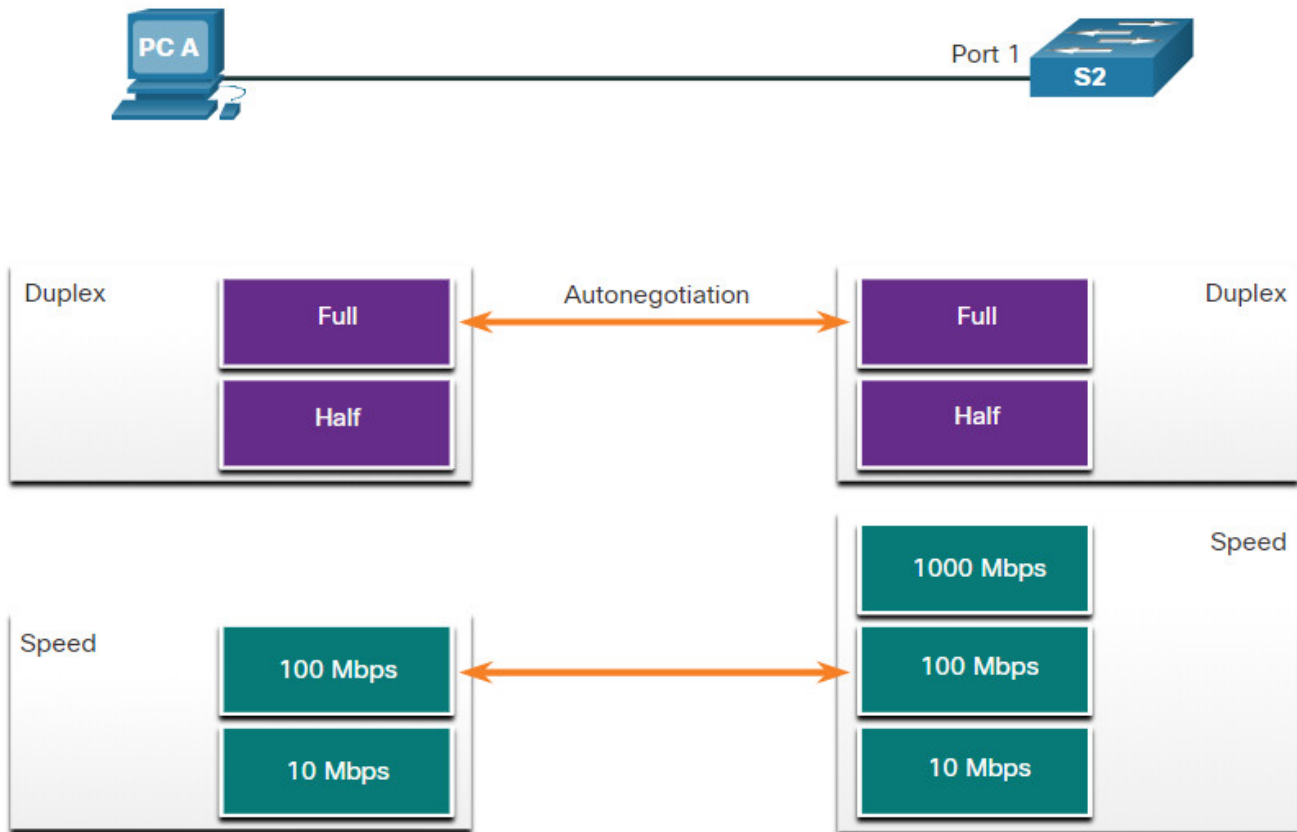 PC A
Port 1
S2
Duplex
Full
Autonegotiation
Full
Duplex
Half
Half
1000 Mbps
Speed
Speed
100 Mbps
100 Mbps
10 Mbps
10 Mbps